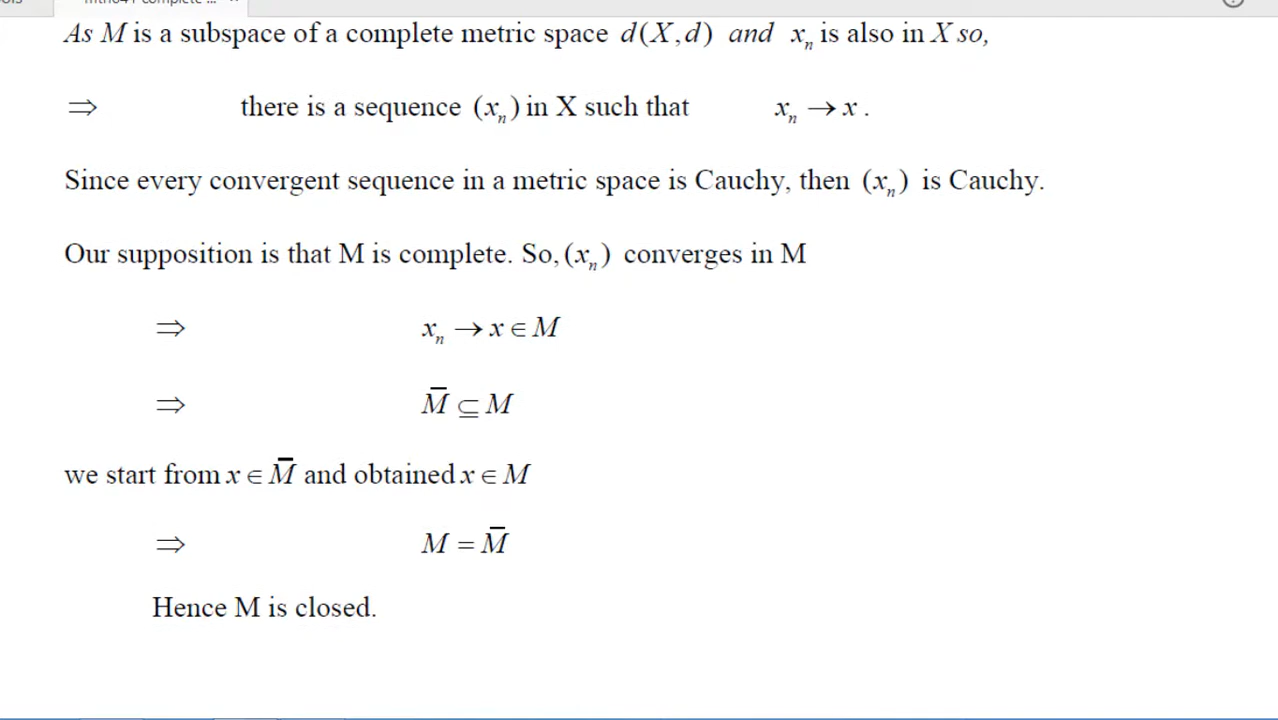 As M is a subspace of a complete metric space d(X,d) and xₙ is also in X so,
⇒ there is a sequence (xₙ) in X such that xₙ → x .
Since every convergent sequence in a metric space is Cauchy, then (xₙ) is Cauchy.
Our supposition is that M is complete. So, (xₙ) converges in M
⇒ xₙ → x ∈ M
⇒ M̄ ⊆ M
we start from x ∈ M̄ and obtained x ∈ M
⇒ M = M̄
Hence M is closed.